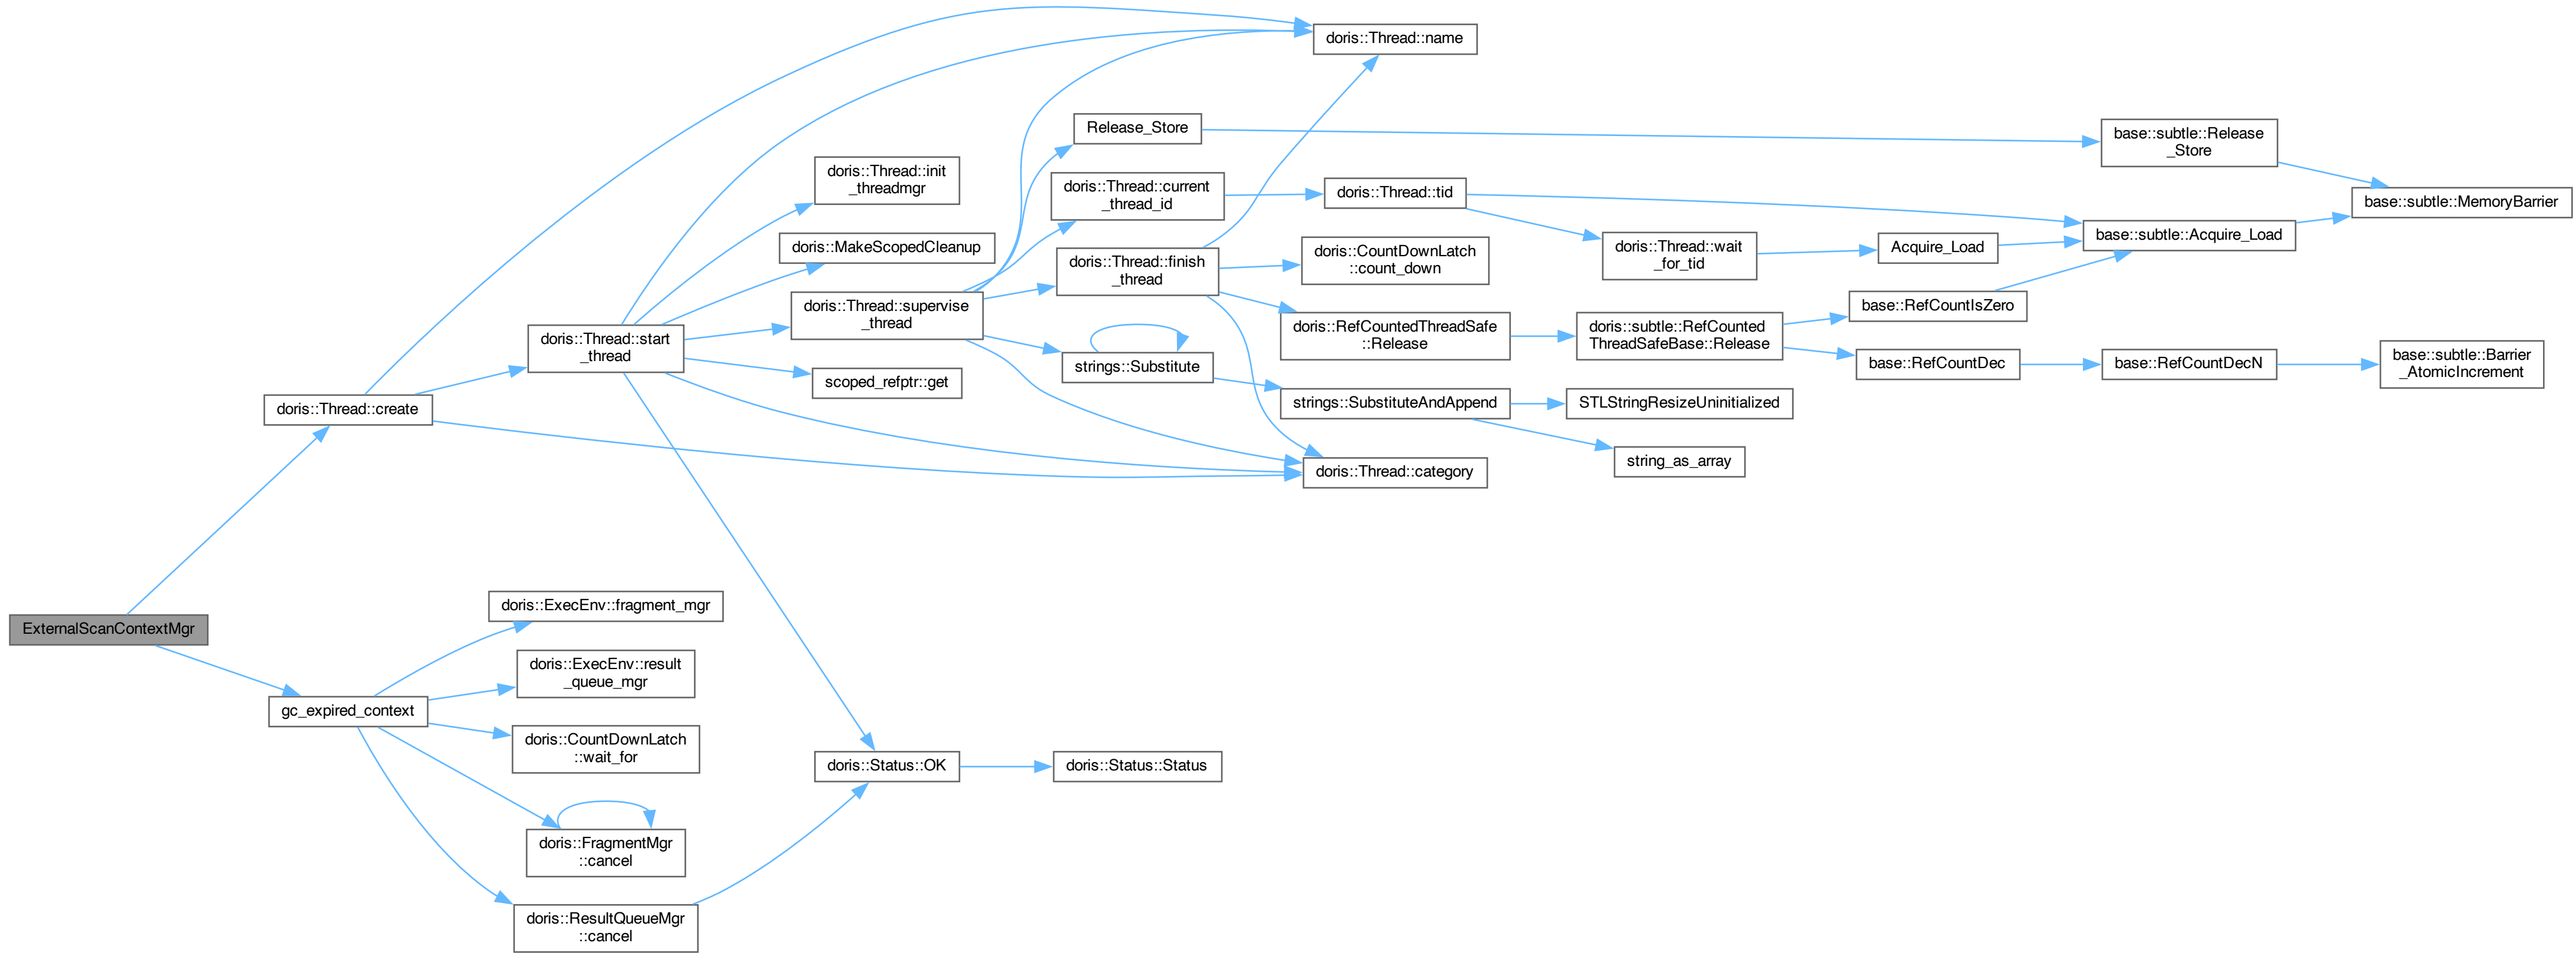 ExternalScanContextMgr
doris::Thread::create
gc_expired_context
doris::Thread::start
_thread
doris::ExecEnv::fragment_mgr
doris::ExecEnv::result
_queue_mgr
doris::CountDownLatch
::wait_for
doris::FragmentMgr
::cancel
doris::ResultQueueMgr
::cancel
doris::Thread::init
_threadmgr
doris::MakeScopedCleanup
doris::Thread::supervise
_thread
scoped_refptr::get
doris::Status::OK
doris::Status::Status
Release_Store
doris::Thread::current
_thread_id
doris::Thread::finish
_thread
strings::Substitute
doris::Thread::name
doris::Thread::tid
doris::CountDownLatch
::count_down
doris::RefCountedThreadSafe
::Release
strings::SubstituteAndAppend
doris::Thread::category
doris::Thread::wait
_for_tid
doris::subtle::RefCounted
ThreadSafeBase::Release
STLStringResizeUninitialized
string_as_array
Acquire_Load
base::RefCountIsZero
base::RefCountDec
base::subtle::Release
_Store
base::subtle::Acquire_Load
base::RefCountDecN
base::subtle::MemoryBarrier
base::subtle::Barrier
_AtomicIncrement